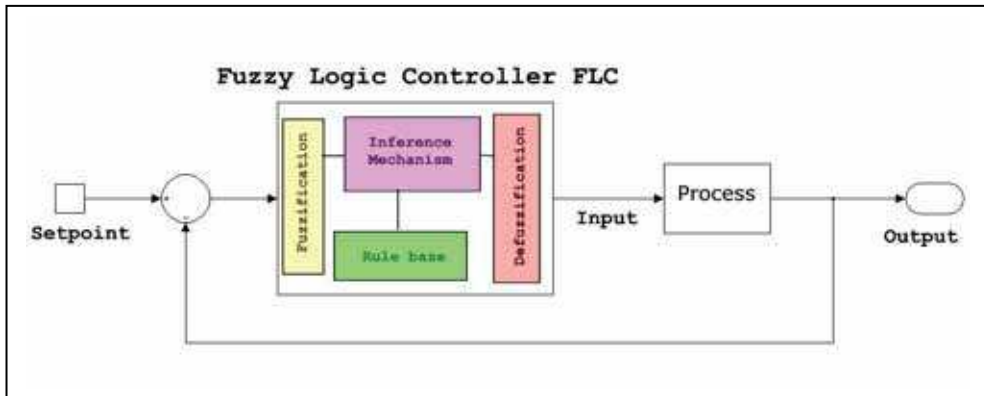 Fuzzy Logic Controller FLC
Fuzzification
Inference
Mechanism
Rule base
Defuzzification
Setpoint
Input
Process
Output